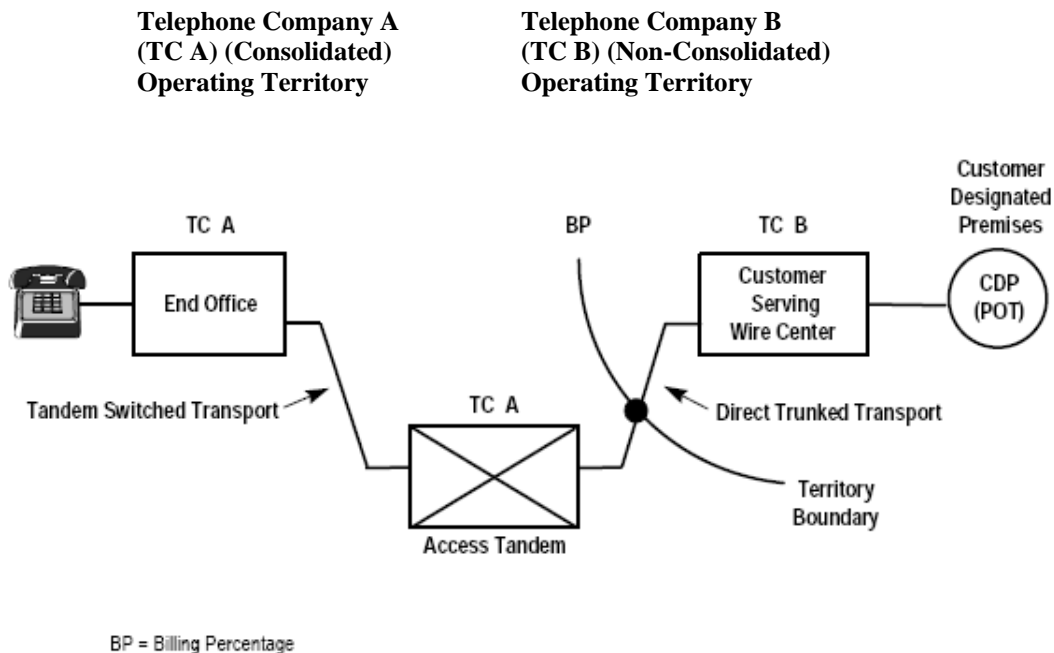 Telephone Company A
(TC A) (Consolidated)
Operating Territory
Telephone Company B
(TC B) (Non-Consolidated)
Operating Territory
Customer
Designated
Premises
TC A
BP
TC B
End Office
Customer
Serving
Wire Center
CDP
(POT)
Tandem Switched Transport
TC A
Direct Trunked Transport
Territory
Boundary
Access Tandem
BP = Billing Percentage